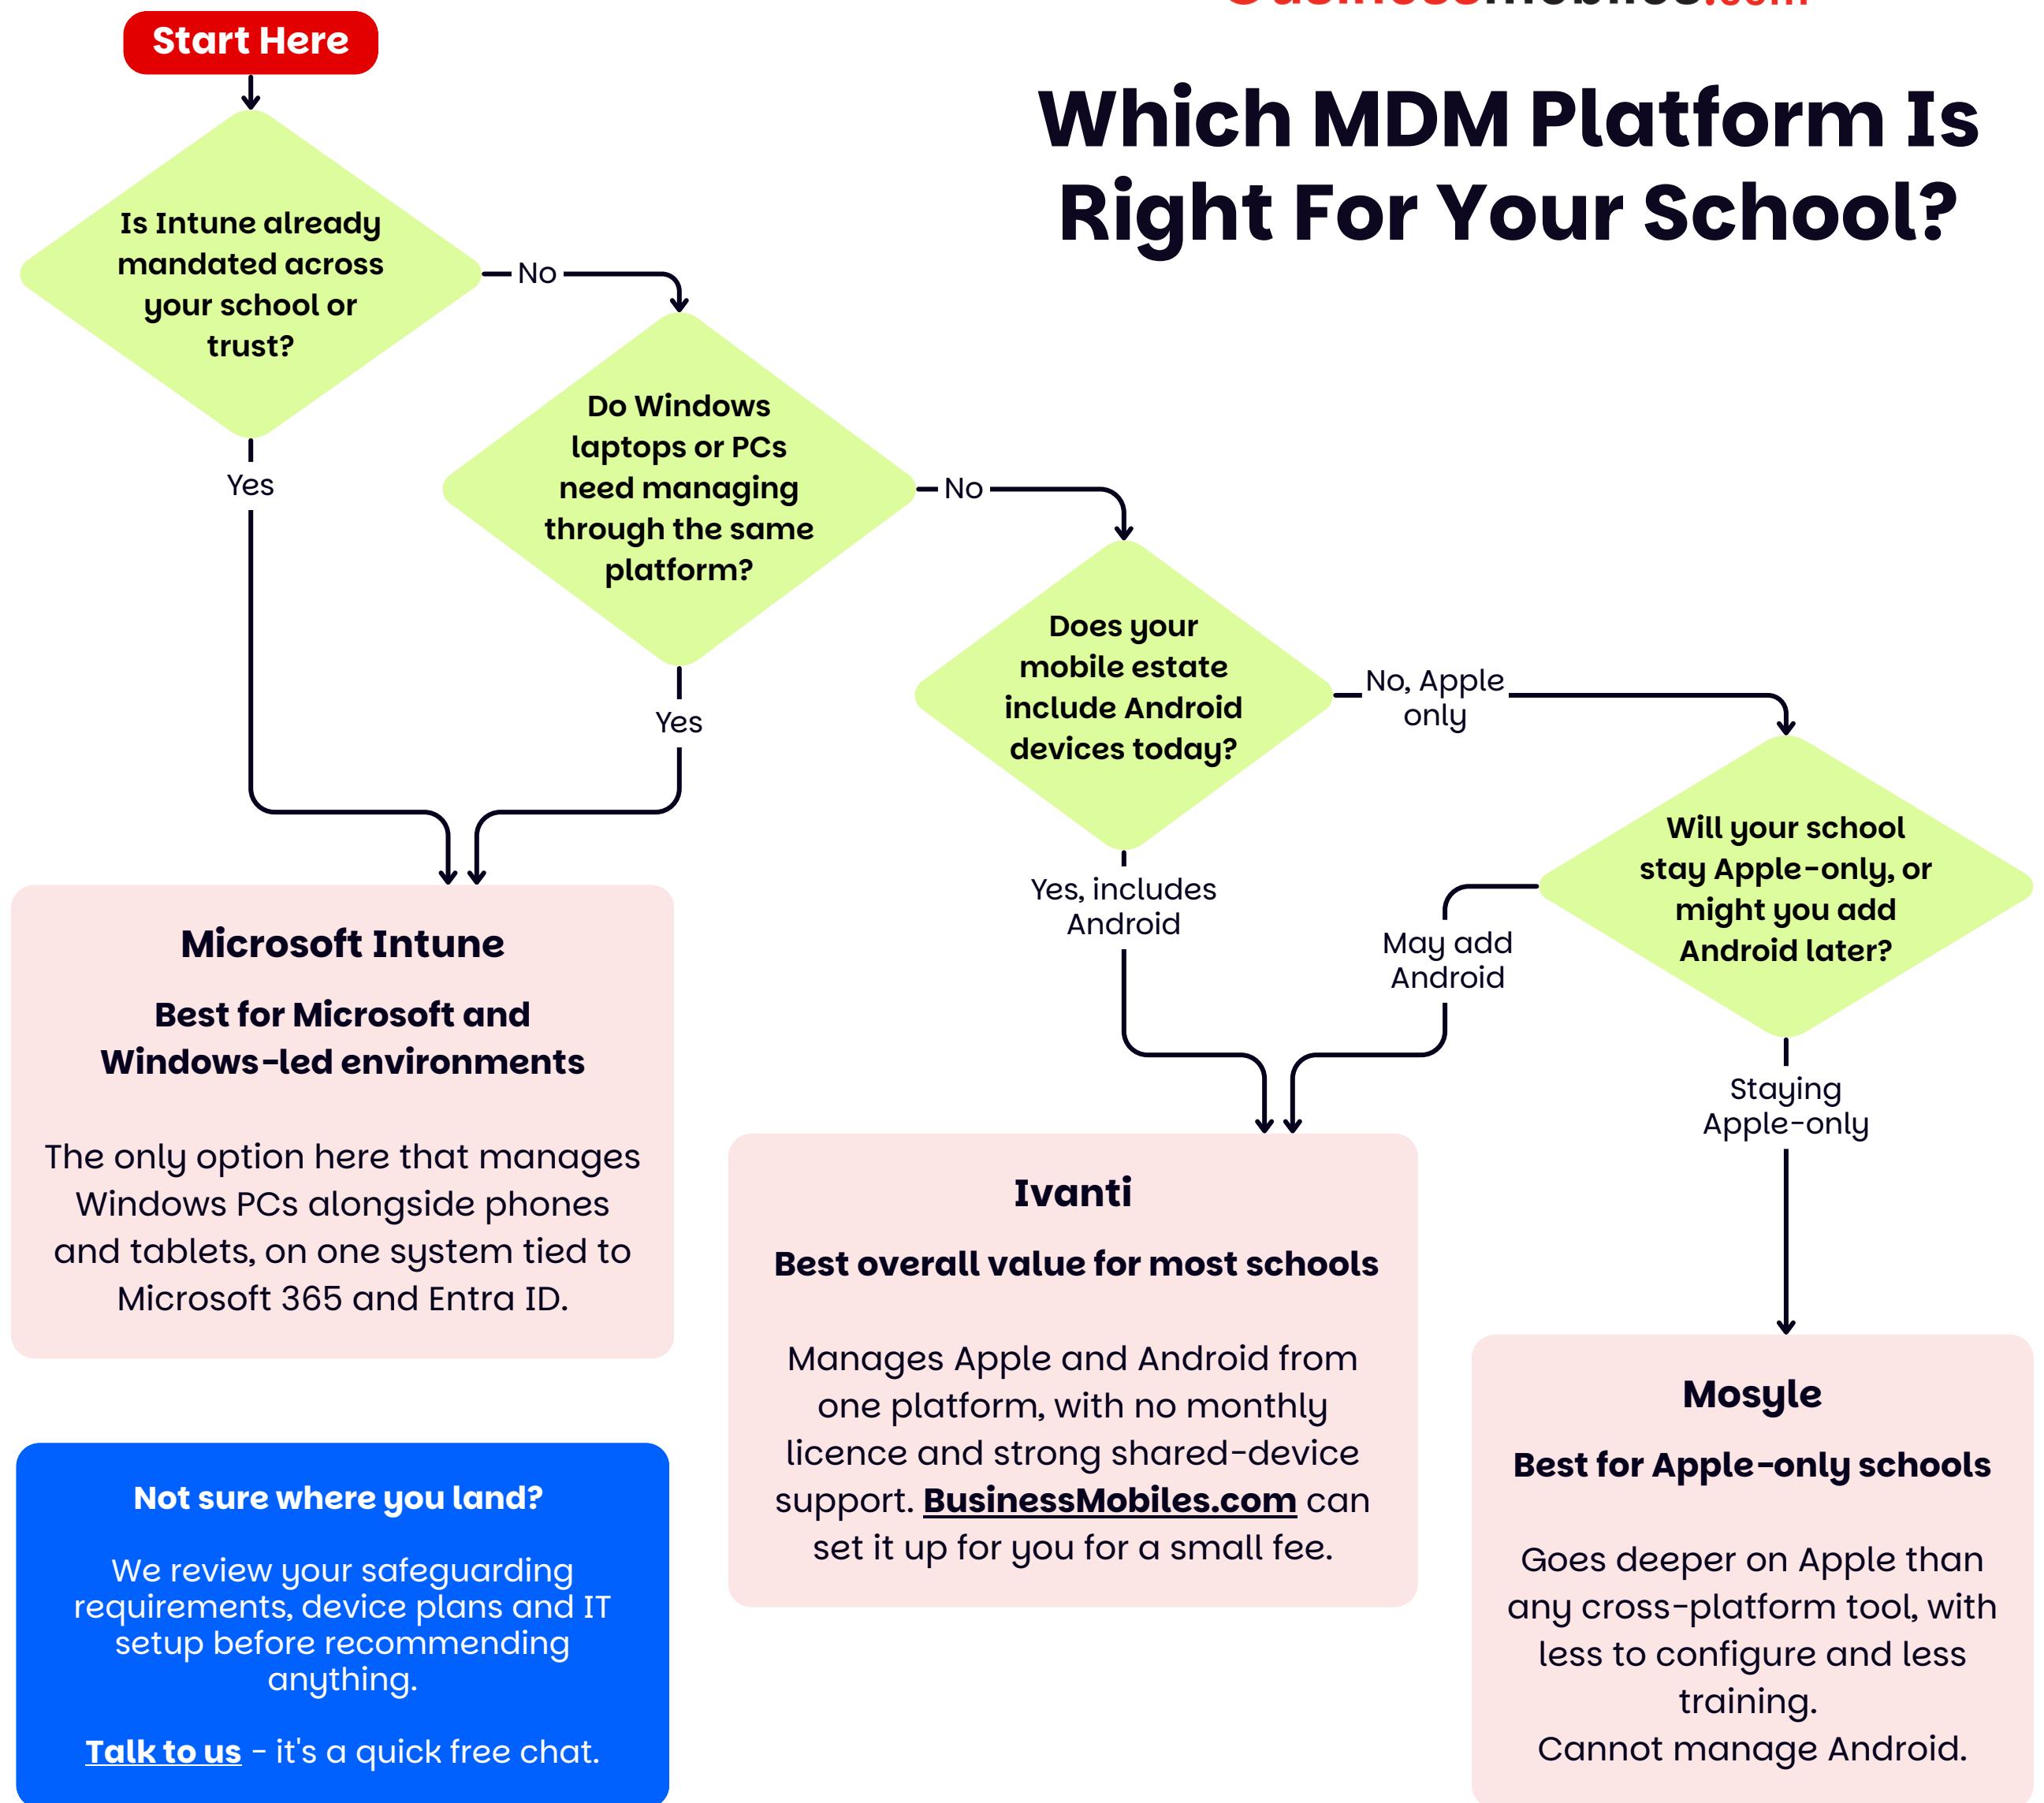 Start Here
Which MDM Platform Is
Right For Your School?
Is Intune already
mandated across
your school or
trust?
No
Yes
Do Windows
laptops or PCs
need managing
through the same
platform?
No
Yes
Does your
mobile estate
include Android
devices today?
No, Apple
only
Yes, includes
Android
Will your school
stay Apple-only, or
might you add
Android later?
May add
Android
Staying
Apple-only
Microsoft Intune
Best for Microsoft and
Windows-led environments
The only option here that manages
Windows PCs alongside phones
and tablets, on one system tied to
Microsoft 365 and Entra ID.
Ivanti
Best overall value for most schools
Manages Apple and Android from
one platform, with no monthly
licence and strong shared-device
support. BusinessMobiles.com can
set it up for you for a small fee.
Mosyle
Best for Apple-only schools
Goes deeper on Apple than
any cross-platform tool, with
less to configure and less
training.
Cannot manage Android.
Not sure where you land?
We review your safeguarding
requirements, device plans and IT
setup before recommending
anything.
Talk to us - it's a quick free chat.